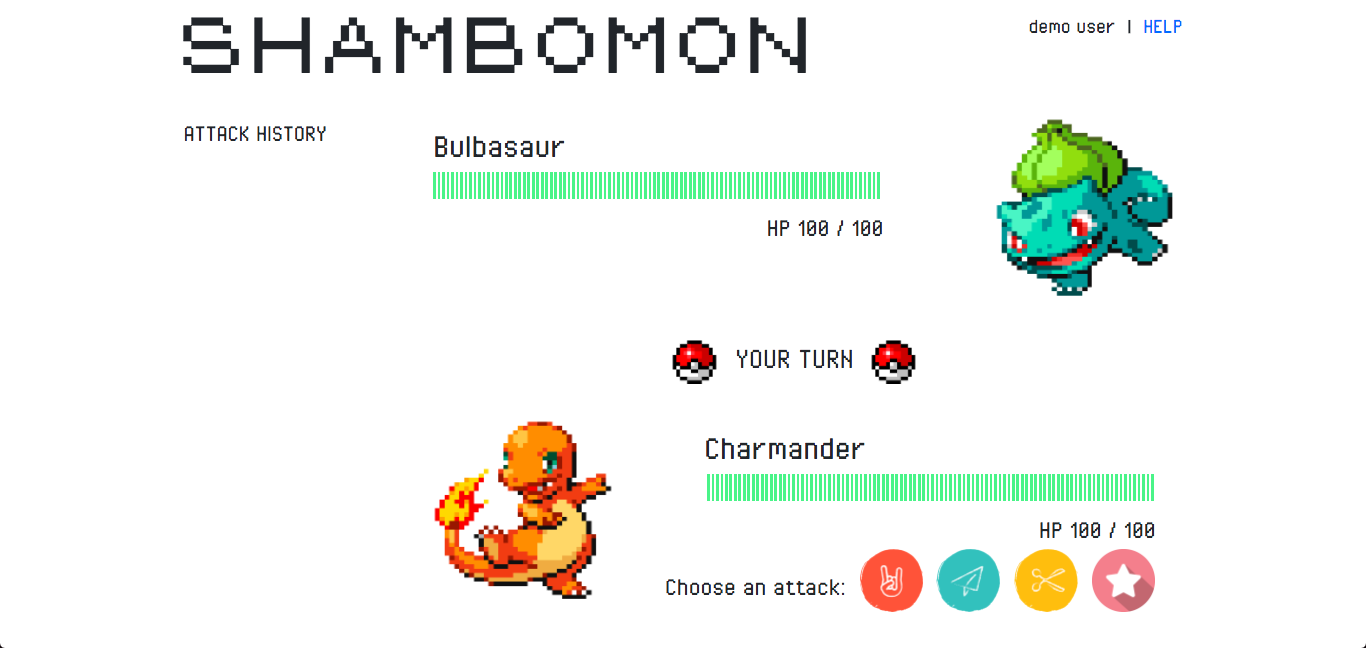 SHAMBOMON
demo user | HELP
ATTACK HISTORY
Bulbasaur
HP 100 / 100
YOUR TURN
Charmander
HP 100 / 100
Choose an attack: